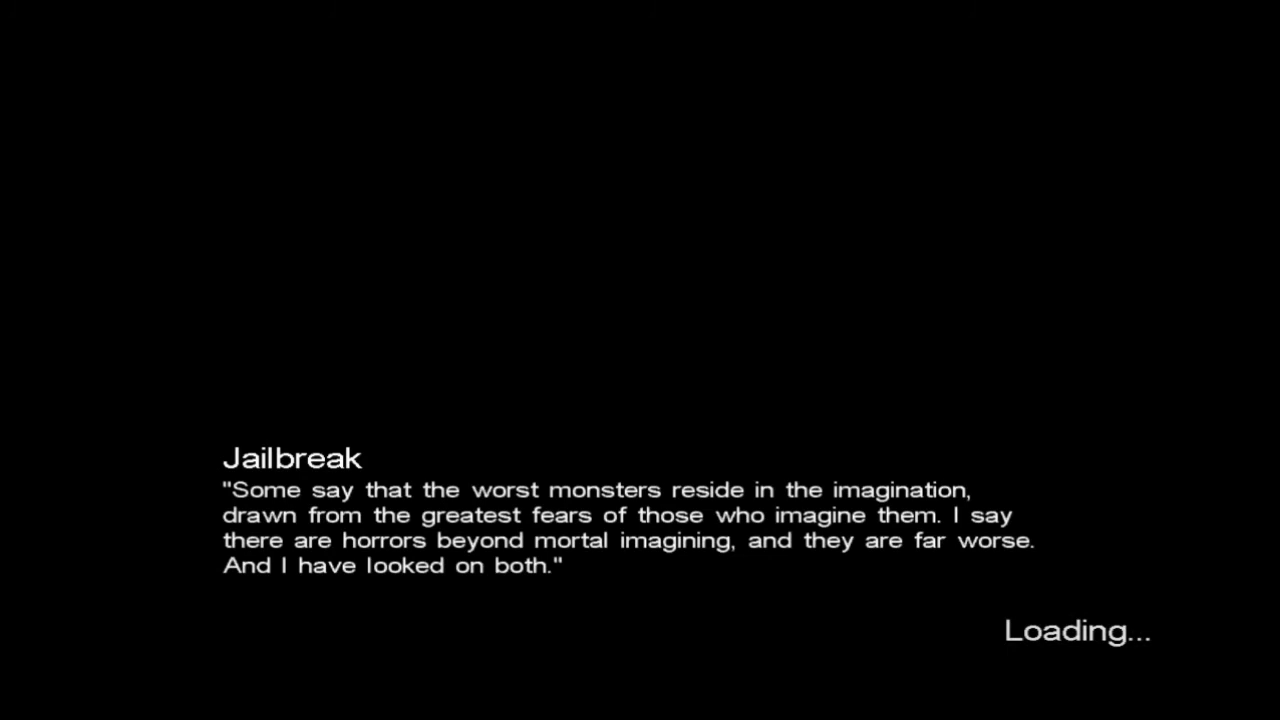 Jailbreak
"Some say that the worst monsters reside in the imagination,
drawn from the greatest fears of those who imagine them. I say
there are horrors beyond mortal imagining, and they are far worse.
And I have looked on both."
Loading...